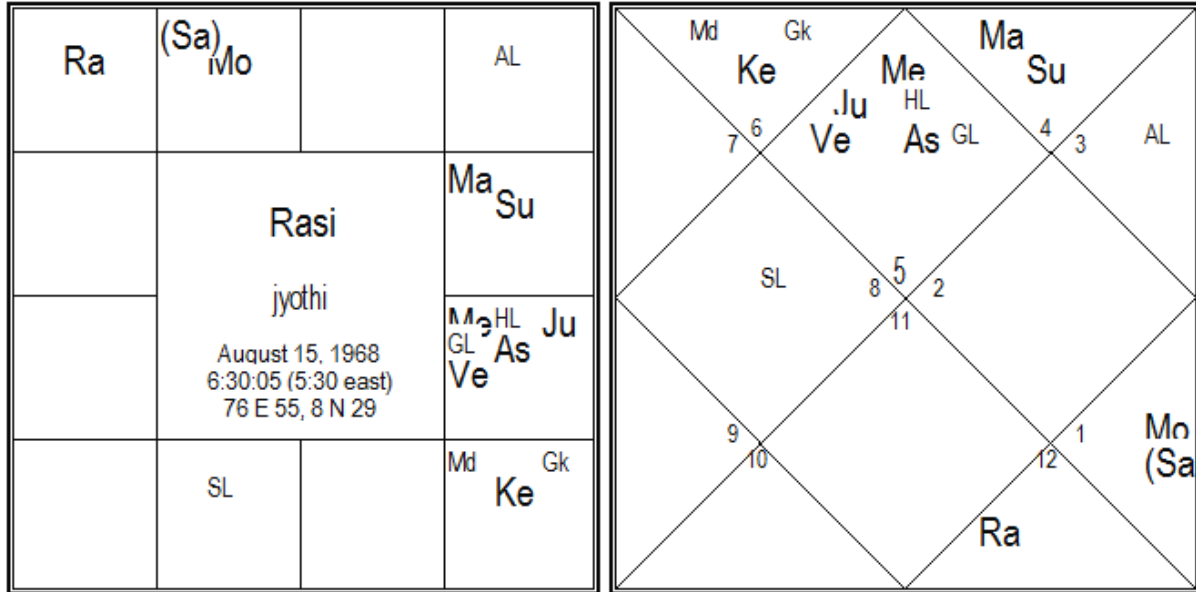 Ra
(Sa)
Mo
AL
Ma
Su
Rasi
jyothi
August 15, 1968
6:30:05 (5:30 east)
76 E 55, 8 N 29
Me HL Ju
GL As
Ve
SL
Md Gk
Ke
Md Gk
Ke
Me
Ju HL
Ve As GL
Ma
Su
7 6
4 3
AL
SL
8 5 2
11
9
10
1
12
Mo
(Sa
Ra